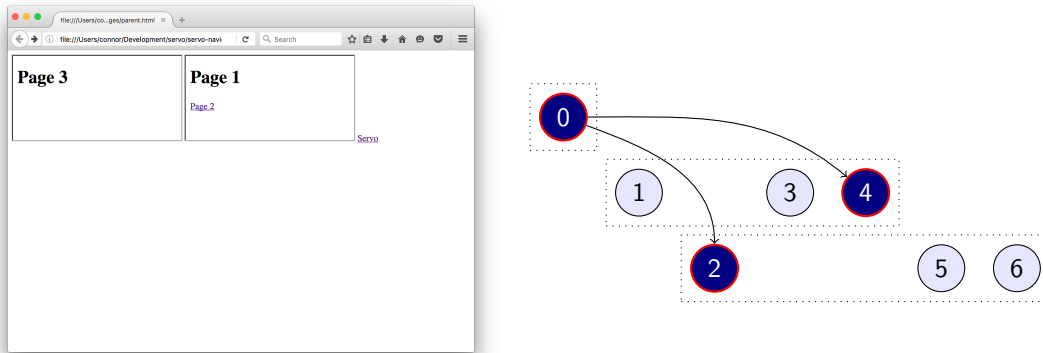 file:///Users/co...ges/parent.html
file:///Users/connor/Development/servo/servo-navi
Search
Page 3
Page 1
Page 2
Servo
0
1
3
4
2
5
6